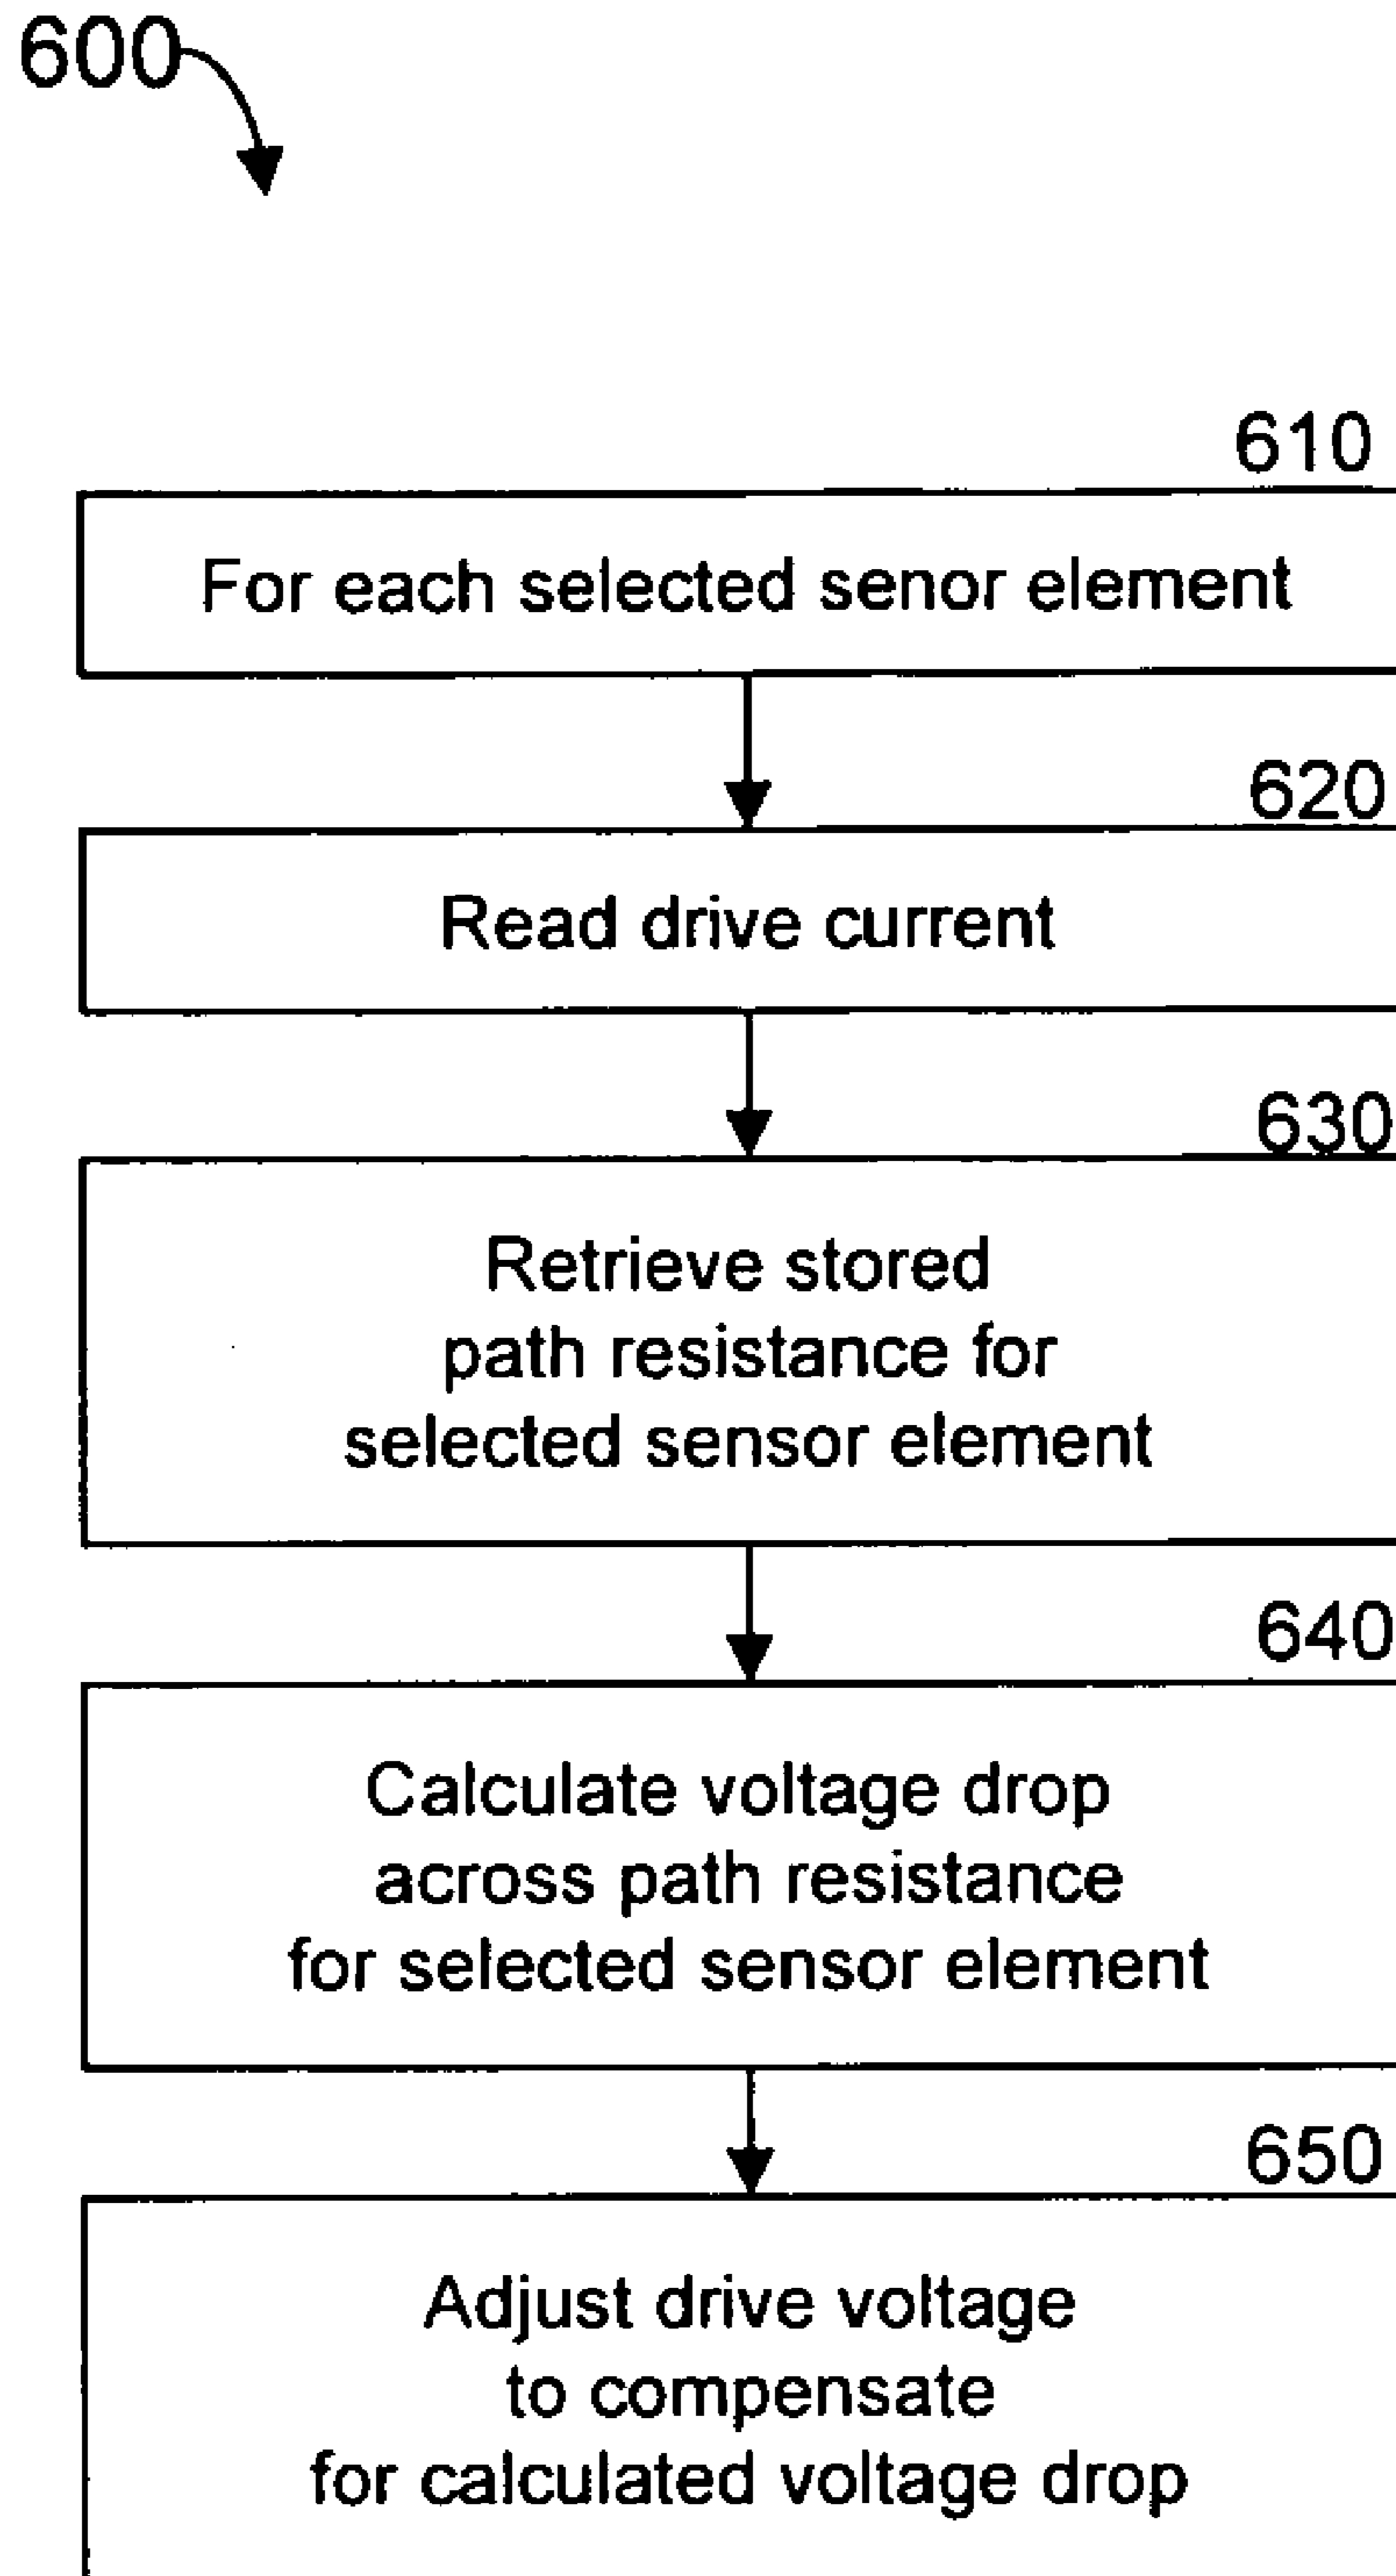 600
610
For each selected senor element
620
Read drive current
630
Retrieve stored
path resistance for
selected sensor element
640
Calculate voltage drop
across path resistance
for selected sensor element
650
Adjust drive voltage
to compensate
for calculated voltage drop